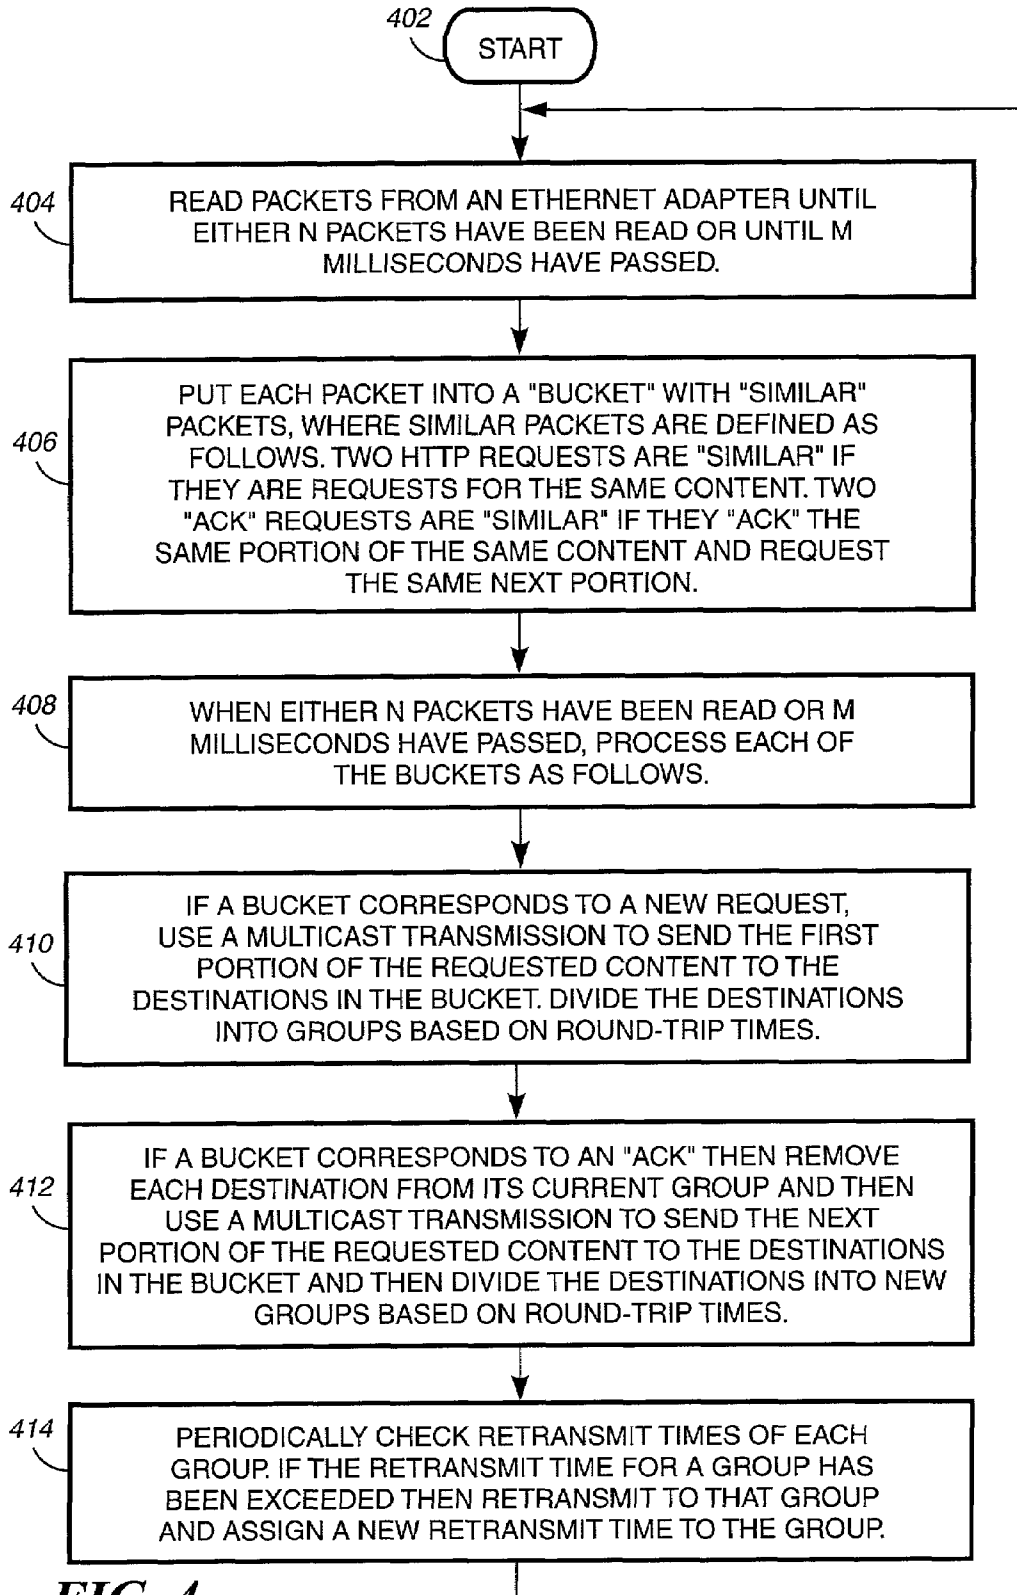 402
START
404
READ PACKETS FROM AN ETHERNET ADAPTER UNTIL
EITHER N PACKETS HAVE BEEN READ OR UNTIL M
MILLISECONDS HAVE PASSED.
406
PUT EACH PACKET INTO A "BUCKET" WITH "SIMILAR"
PACKETS, WHERE SIMILAR PACKETS ARE DEFINED AS
FOLLOWS. TWO HTTP REQUESTS ARE "SIMILAR" IF
THEY ARE REQUESTS FOR THE SAME CONTENT. TWO
"ACK" REQUESTS ARE "SIMILAR" IF THEY "ACK" THE
SAME PORTION OF THE SAME CONTENT AND REQUEST
THE SAME NEXT PORTION.
408
WHEN EITHER N PACKETS HAVE BEEN READ OR M
MILLISECONDS HAVE PASSED, PROCESS EACH OF
THE BUCKETS AS FOLLOWS.
410
IF A BUCKET CORRESPONDS TO A NEW REQUEST,
USE A MULTICAST TRANSMISSION TO SEND THE FIRST
PORTION OF THE REQUESTED CONTENT TO THE
DESTINATIONS IN THE BUCKET. DIVIDE THE DESTINATIONS
INTO GROUPS BASED ON ROUND-TRIP TIMES.
412
IF A BUCKET CORRESPONDS TO AN "ACK" THEN REMOVE
EACH DESTINATION FROM ITS CURRENT GROUP AND THEN
USE A MULTICAST TRANSMISSION TO SEND THE NEXT
PORTION OF THE REQUESTED CONTENT TO THE DESTINATIONS
IN THE BUCKET AND THEN DIVIDE THE DESTINATIONS INTO NEW
GROUPS BASED ON ROUND-TRIP TIMES.
414
PERIODICALLY CHECK RETRANSMIT TIMES OF EACH
GROUP. IF THE RETRANSMIT TIME FOR A GROUP HAS
BEEN EXCEEDED THEN RETRANSMIT TO THAT GROUP
AND ASSIGN A NEW RETRANSMIT TIME TO THE GROUP.
FIG. 4